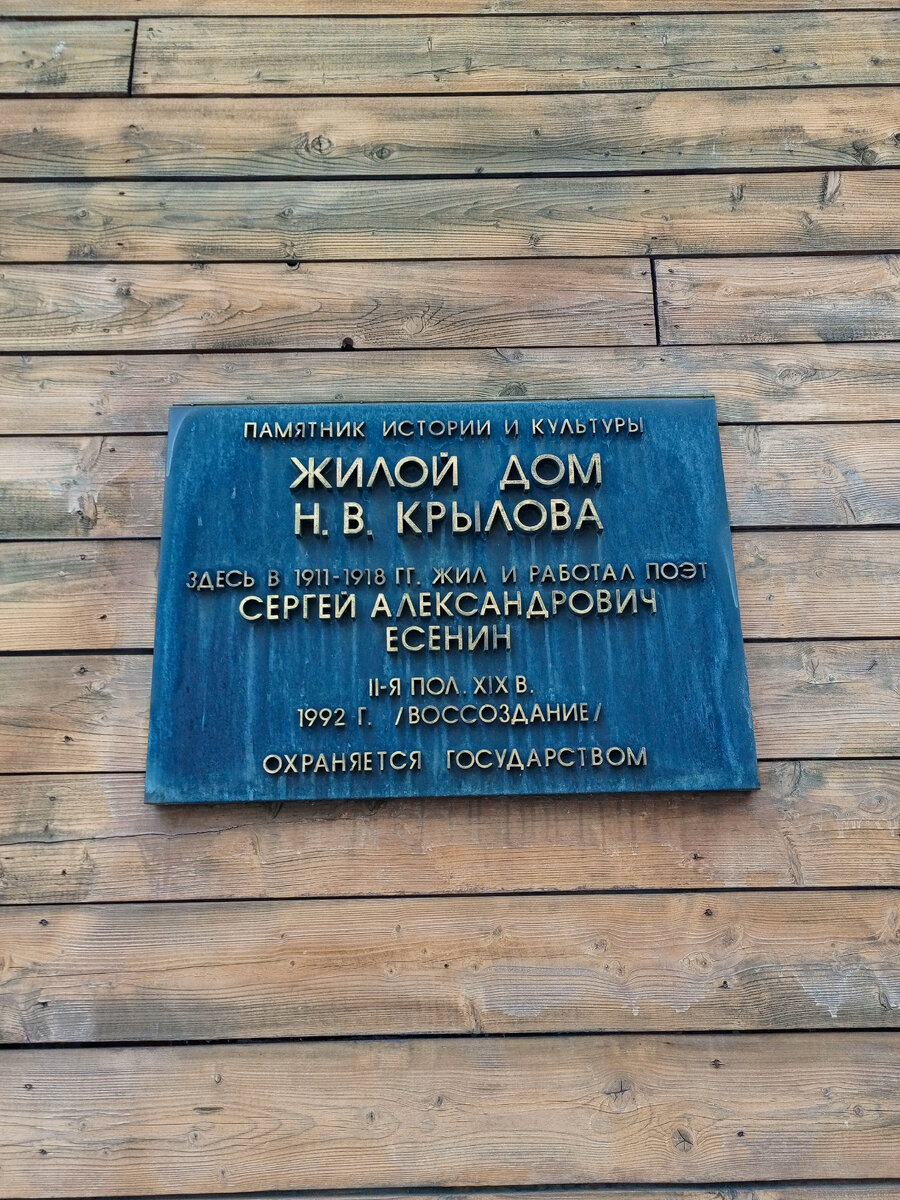 ПАМЯТНИК ИСТОРИИ И КУЛЬТУРЫ
ЖИЛОЙ ДОМ
Н. В. КРЫЛОВА
ЗДЕСЬ В 1911-1918 ГГ. ЖИЛ И РАБОТАЛ ПОЭТ
СЕРГЕЙ АЛЕКСАНДРОВИЧ
ЕСЕНИН
II-Я ПОЛ. XIX В.
1992 Г. /ВОССОЗДАНИЕ/
ОХРАНЯЕТСЯ ГОСУДАРСТВОМ